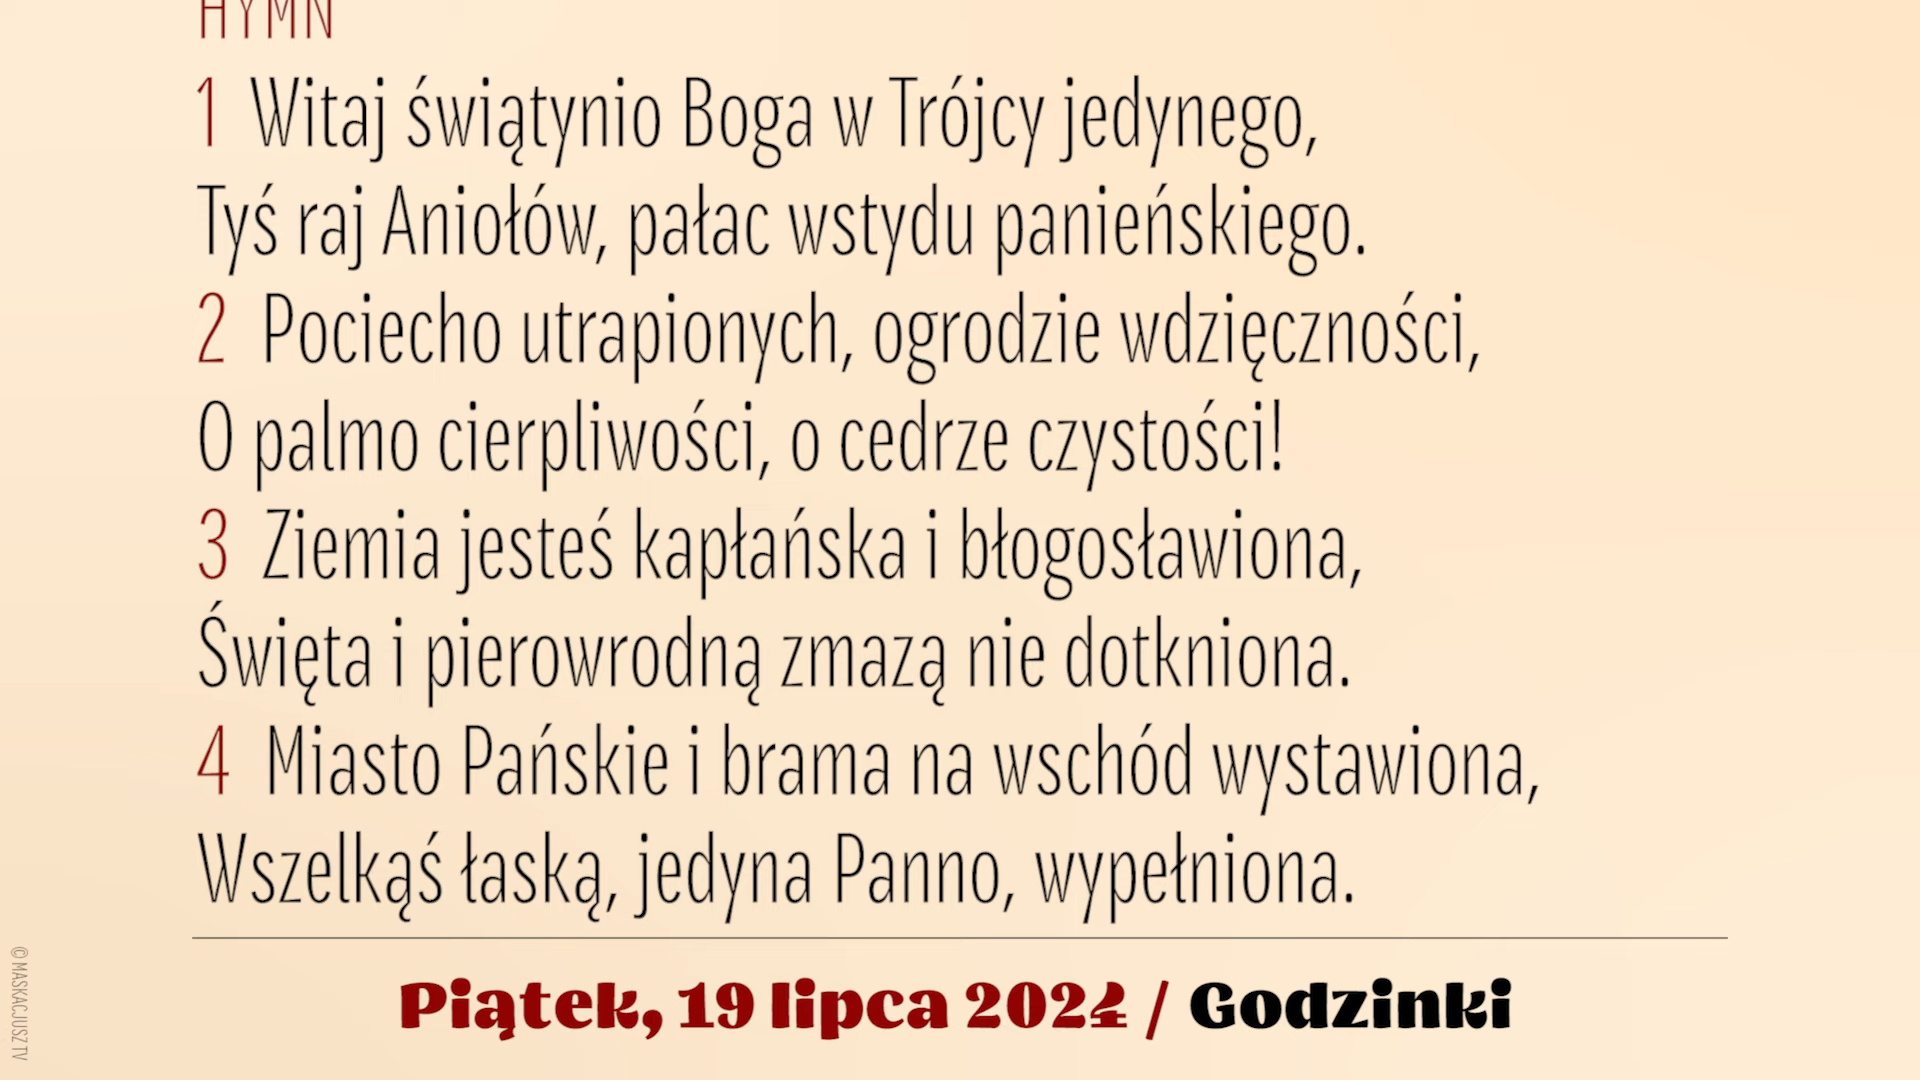 HYMN
1 Witaj świątynio Boga w Trójcy jedynego,
Tyś raj Aniołów, pałac wstydu panieńskiego.
2 Pociecho utrapionych, ogrodzie wdzięczności,
O palmo cierpliwości, o cedrze czystości!
3 Ziemia jesteś kapłańska i błogosławiona,
Święta i pierowrodną zmazą nie dotkniona.
4 Miasto Pańskie i brama na wschód wystawiona,
Wszelkąś łaską, jedyna Panno, wypełniona.
Piątek, 19 lipca 2024 / Godzinki
© MASKACJUSZ TV